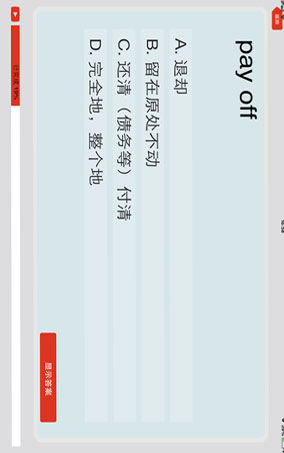 pay off
A. 退却
B. 留在原处不动
C. 还清（债务等）付清
D. 完全地，整个地
显示答案